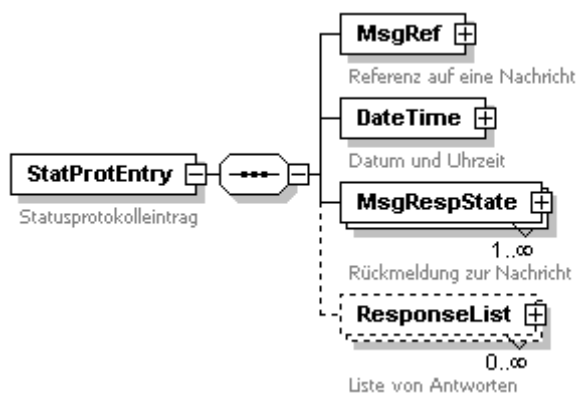 MsgRef
Referenz auf eine Nachricht
DateTime
Datum und Uhrzeit
StatProtEntry
Statusprotokolleintrag
MsgRespState
1..∞
Rückmeldung zur Nachricht
ResponseList
0..∞
Liste von Antworten